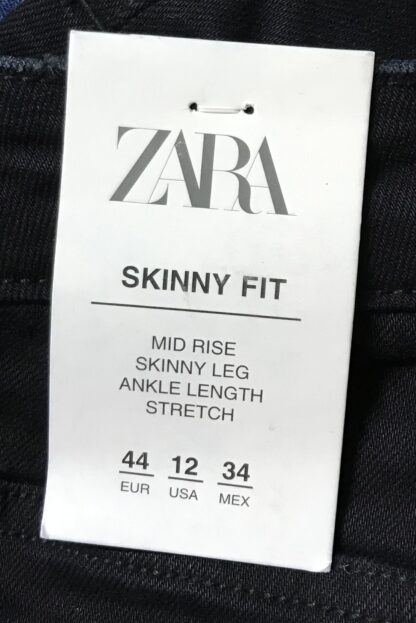 ZARA
SKINNY FIT
MID RISE
SKINNY LEG
ANKLE LENGTH
STRETCH
44 12 34
EUR USA MEX